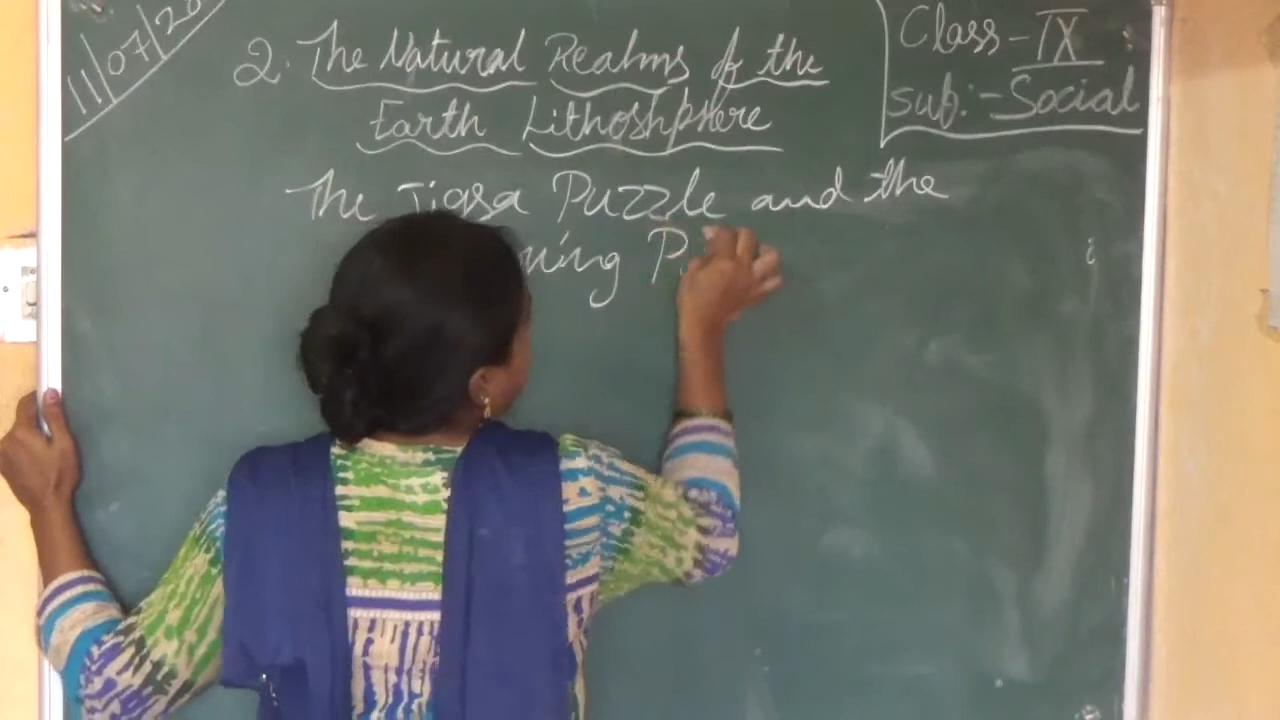 11/07/20
2. The Natural Realms of the
Earth Lithoshphere
Class - IX
sub:- Social
The Jigsa Puzzle and the